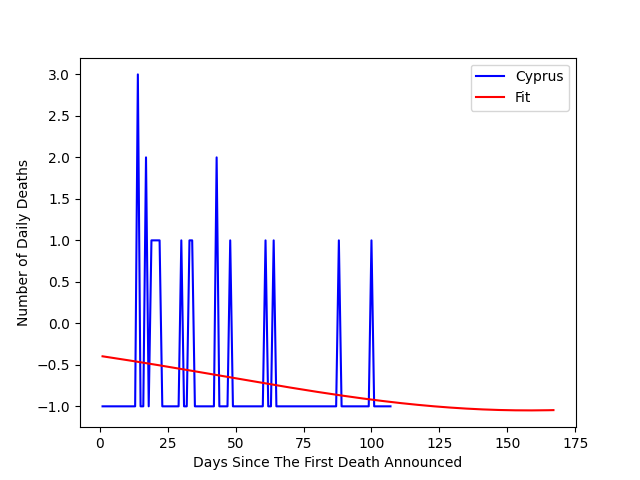 Cyprus
Fit
3.0
2.5
2.0
1.5
1.0
0.5
0.0
−0.5
−1.0
Number of Daily Deaths
0 25 50 75 100 125 150 175
Days Since The First Death Announced